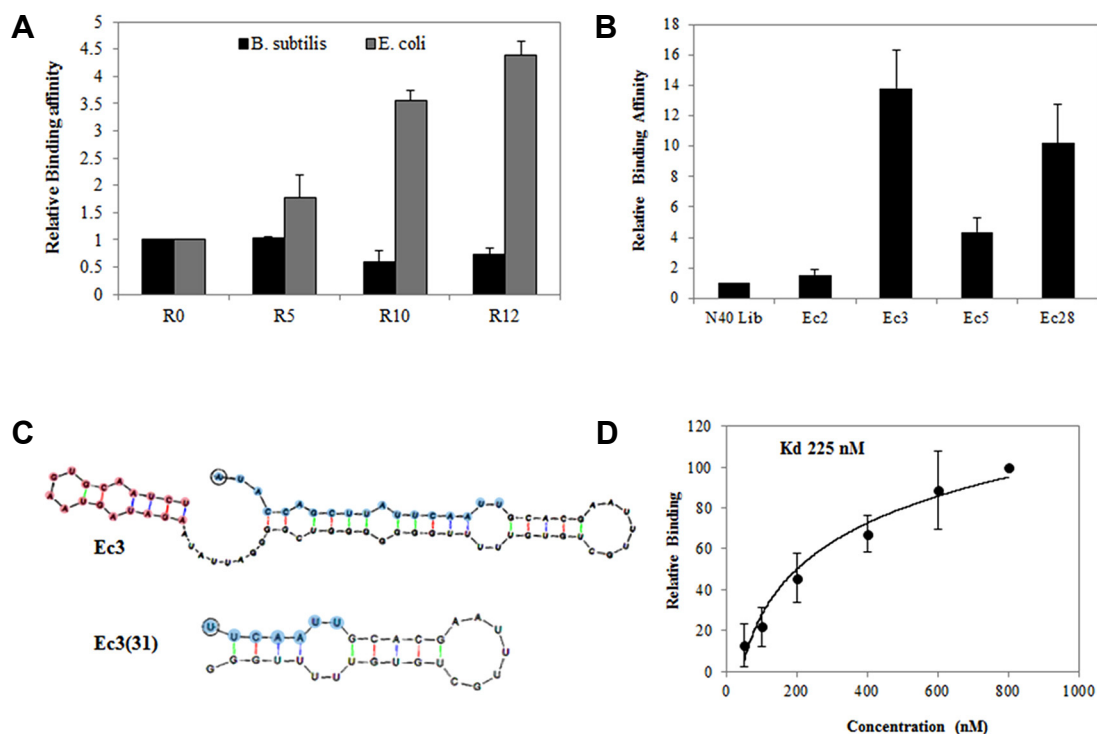 A
B. subtilis
E. coli
Relative Binding affinity
5
4.5
4
3.5
3
2.5
2
1.5
1
0.5
0
R0
R5
R10
R12
B
Relative Binding Affinity
18
16
14
12
10
8
6
4
2
0
N40 Lib
Ec2
Ec3
Ec5
Ec28
C
Ec3
Ec3(31)
D
Kd 225 nM
Relative Binding
120
100
80
60
40
20
0
0
200
400
600
800
1000
Concentration (nM)